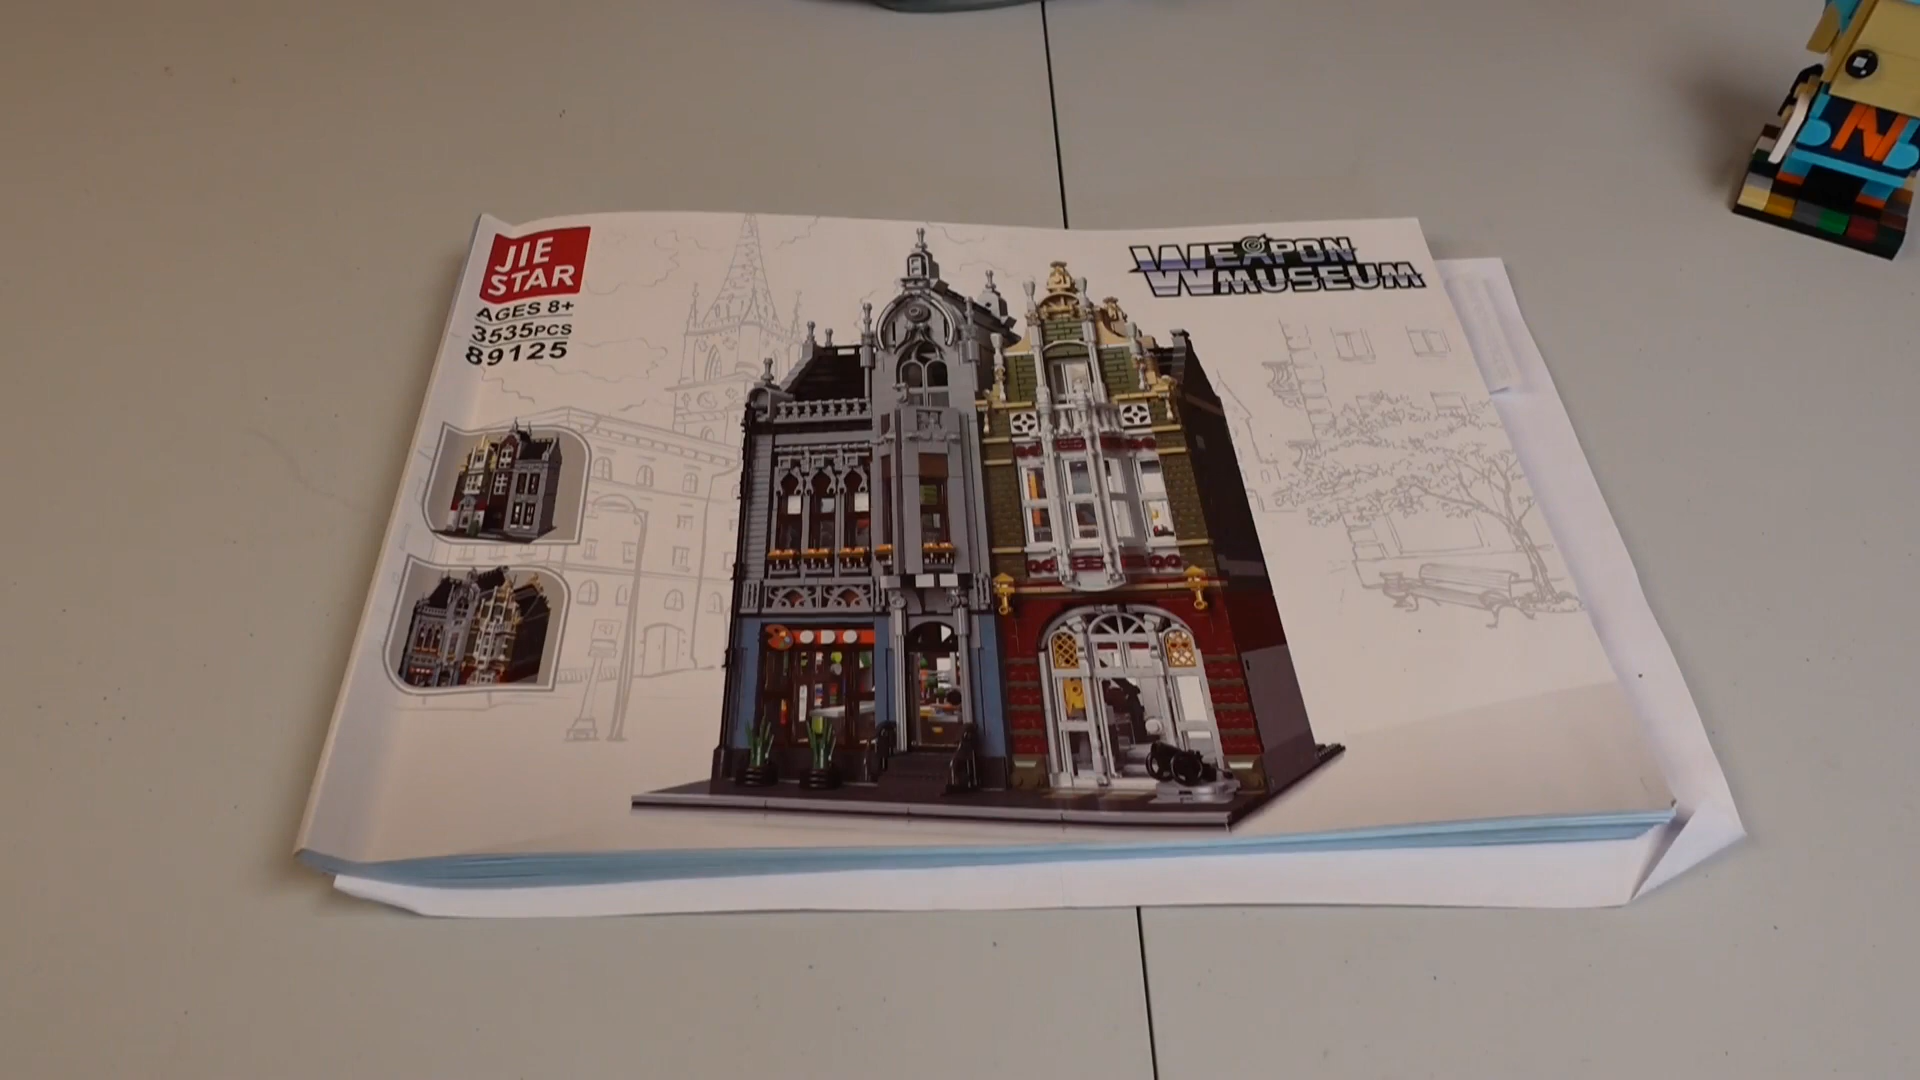 JIE
STAR
AGES 8+
3535PCS
89125
WEAPON
MUSEUM
N